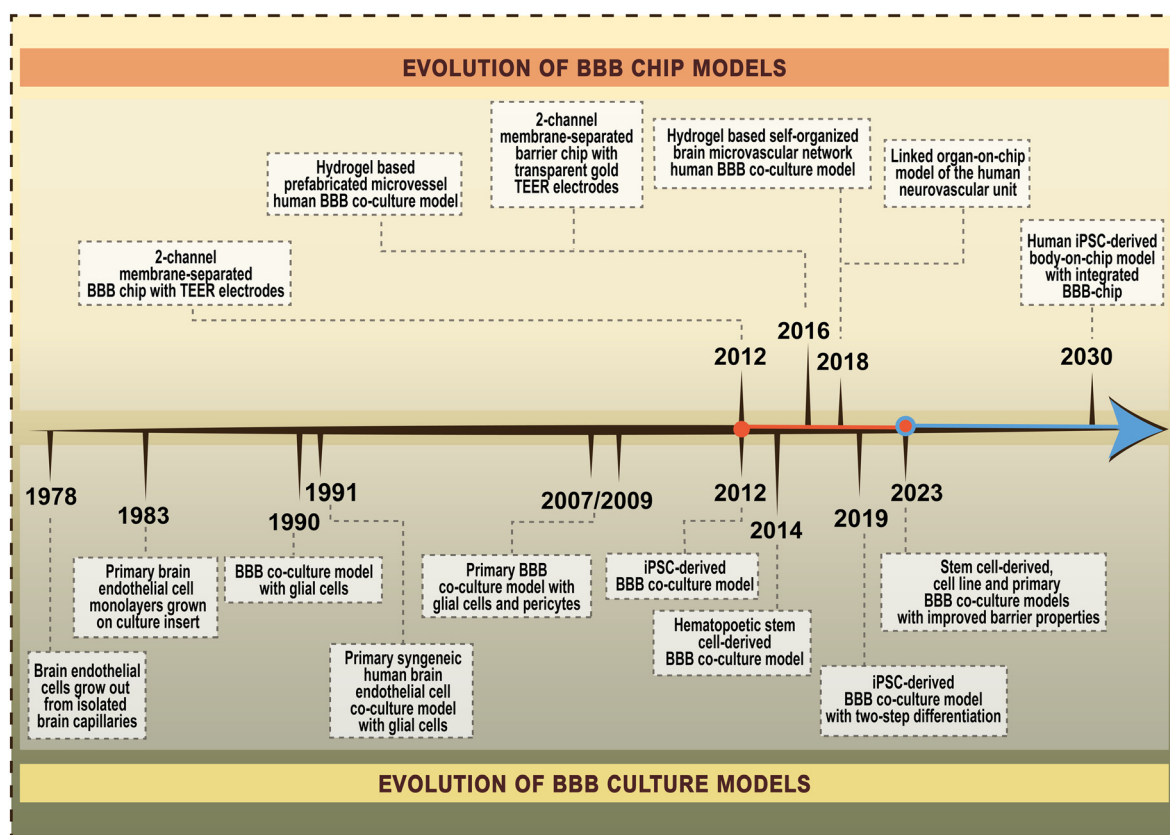 EVOLUTION OF BBB CHIP MODELS
2-channel
membrane-separated
barrier chip with
transparent gold
TEER electrodes
Hydrogel based self-organized
brain microvascular network
human BBB co-culture model
Linked organ-on-chip
model of the human
neurovascular unit
Hydrogel based
prefabricated microvessel
human BBB co-culture model
2-channel
membrane-separated
BBB chip with TEER electrodes
Human iPSC-derived
body-on-chip model
with integrated
BBB-chip
2012
2016
2018
2030
1978
1983
1990
1991
2007/2009
2012
2014
2019
2023
Brain endothelial
cells grow out
from isolated
brain capillaries
Primary brain
endothelial cell
monolayers grown
on culture insert
BBB co-culture model
with glial cells
Primary syngeneic
human brain
endothelial cell
co-culture model
with glial cells
Primary BBB
co-culture model with
glial cells and pericytes
iPSC-derived
BBB co-culture model
Hematopoetic stem
cell-derived
BBB co-culture model
iPSC-derived
BBB co-culture model
with two-step differentiation
Stem cell-derived,
cell line and primary
BBB co-culture models
with improved barrier properties
EVOLUTION OF BBB CULTURE MODELS